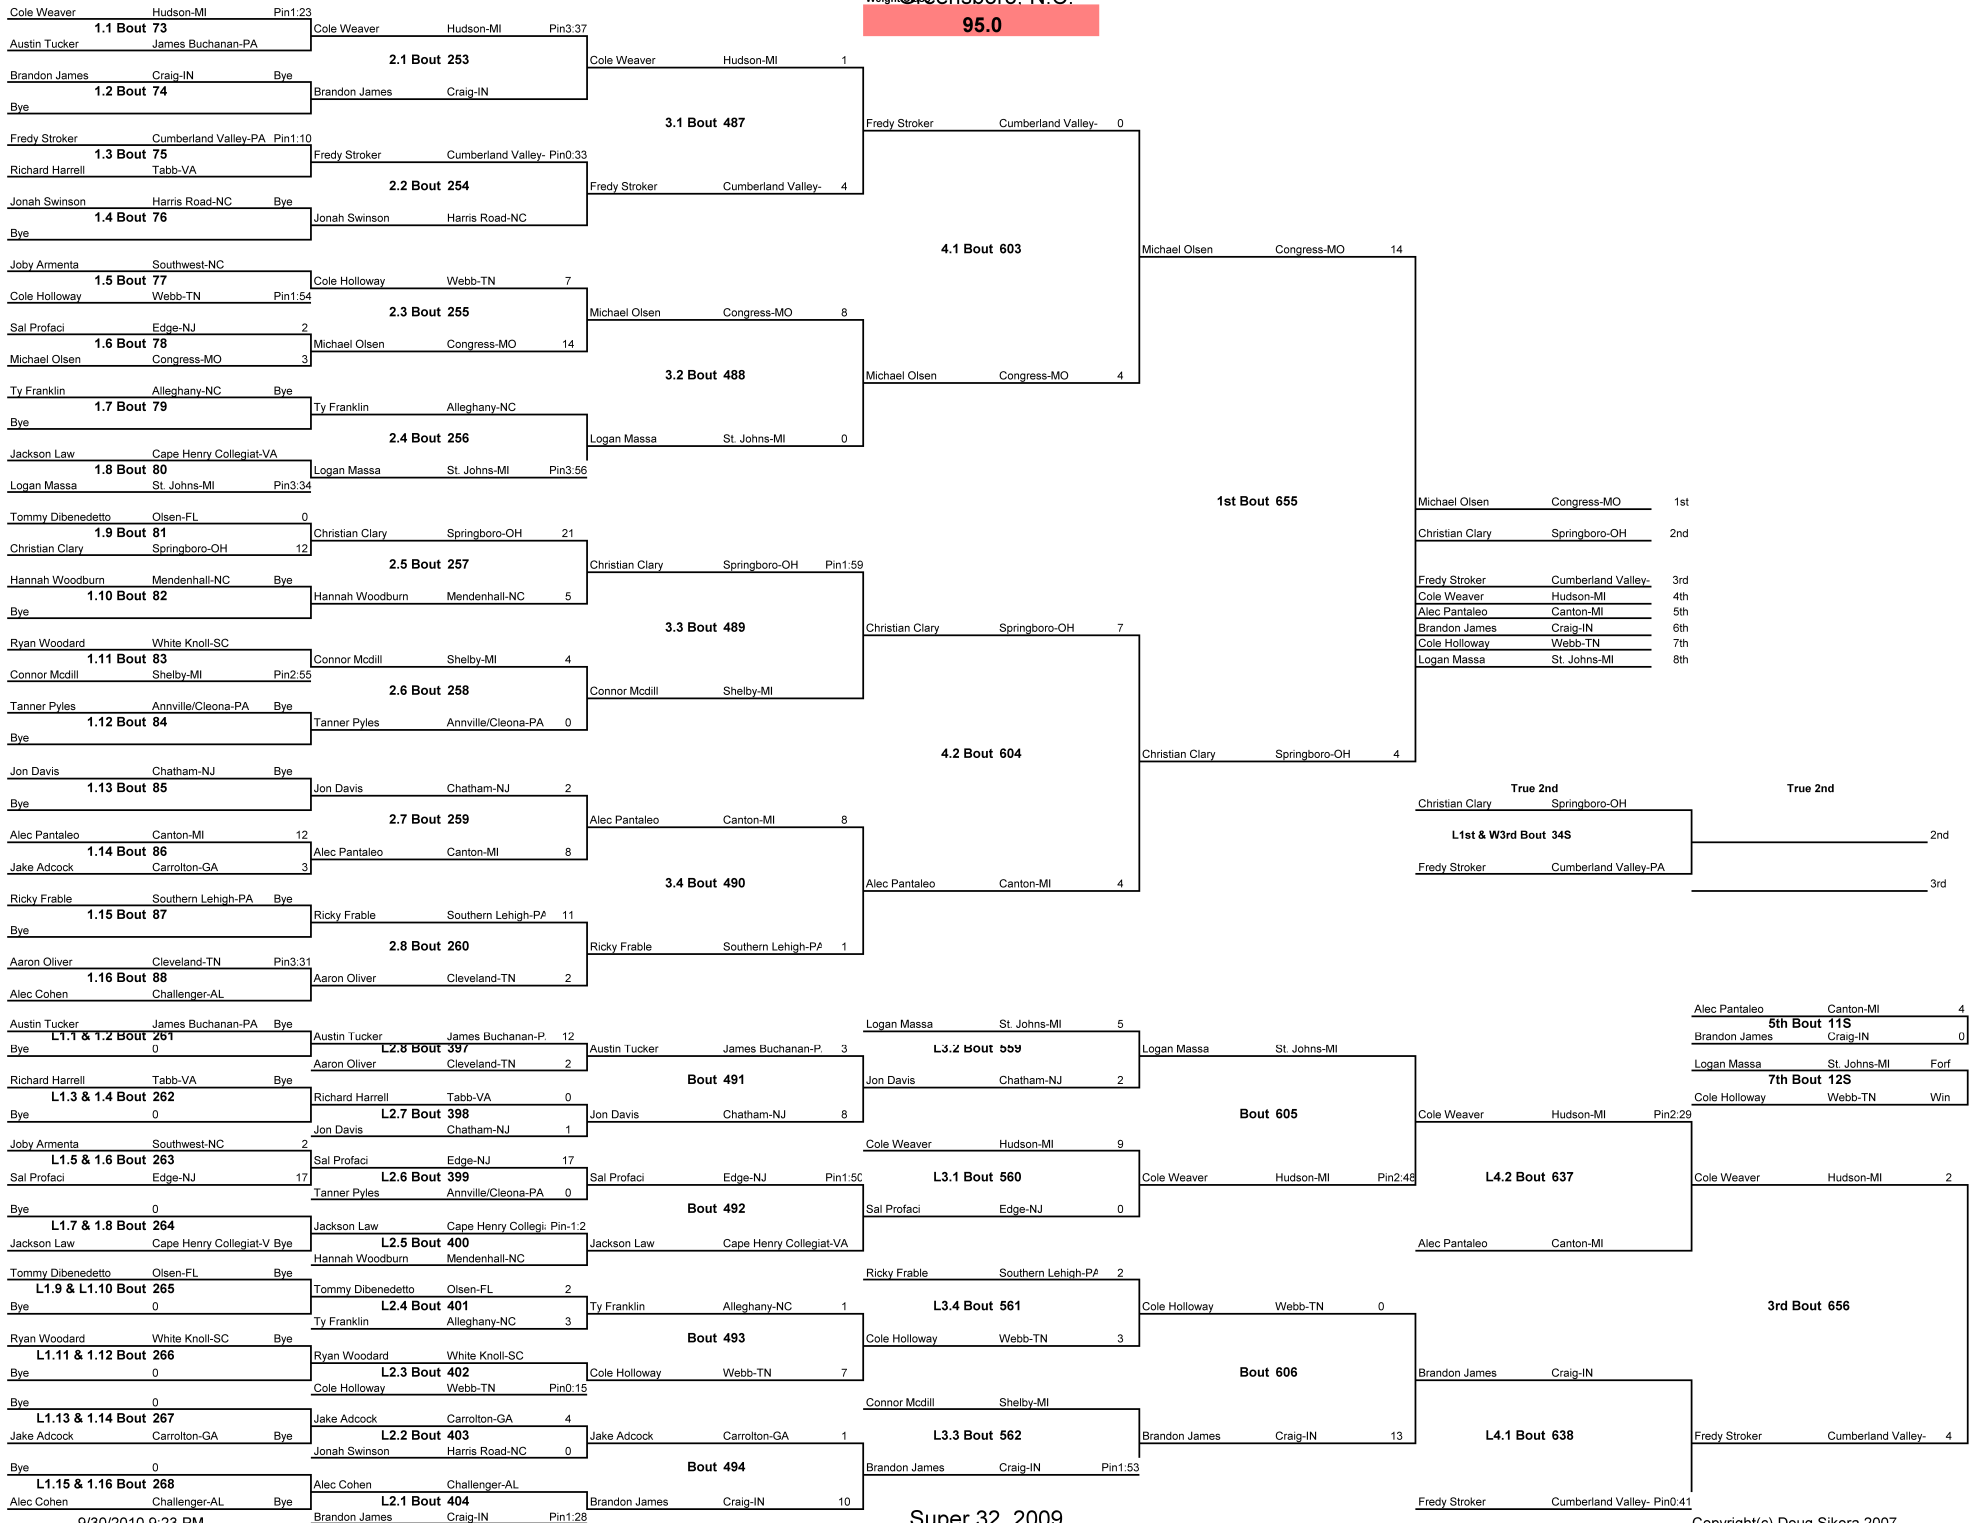 Greensboro, N.C.
95.0
Cole Weaver Hudson-MI Pin1:23
1.1 Bout 73
Austin Tucker James Buchanan-PA
Brandon James Craig-IN Bye
1.2 Bout 74
Bye
Fredy Stroker Cumberland Valley-PA Pin1:10
1.3 Bout 75
Richard Harrell Tabb-VA
Jonah Swinson Harris Road-NC Bye
1.4 Bout 76
Bye
Joby Armenta Southwest-NC
1.5 Bout 77
Cole Holloway Webb-TN Pin1:54
Sal Profaci Edge-NJ 2
1.6 Bout 78
Michael Olsen Congress-MO 3
Ty Franklin Alleghany-NC Bye
1.7 Bout 79
Bye
Jackson Law Cape Henry Collegiat-VA
1.8 Bout 80
Logan Massa St. Johns-MI Pin3:34
Tommy Dibenedetto Olsen-FL 0
1.9 Bout 81
Christian Clary Springboro-OH 12
Hannah Woodburn Mendenhall-NC Bye
1.10 Bout 82
Bye
Ryan Woodard White Knoll-SC
1.11 Bout 83
Connor Mcdill Shelby-MI Pin2:55
Tanner Pyles Annville/Cleona-PA Bye
1.12 Bout 84
Bye
Jon Davis Chatham-NJ Bye
1.13 Bout 85
Bye
Alec Pantaleo Canton-MI 12
1.14 Bout 86
Jake Adcock Carrolton-GA 3
Ricky Frable Southern Lehigh-PA Bye
1.15 Bout 87
Bye
Aaron Oliver Cleveland-TN Pin3:31
1.16 Bout 88
Alec Cohen Challenger-AL
Cole Weaver Hudson-MI Pin3:37
2.1 Bout 253
Brandon James Craig-IN
Fredy Stroker Cumberland Valley- Pin0:33
2.2 Bout 254
Jonah Swinson Harris Road-NC
Cole Holloway Webb-TN 7
2.3 Bout 255
Michael Olsen Congress-MO 14
Ty Franklin Alleghany-NC
2.4 Bout 256
Logan Massa St. Johns-MI Pin3:56
Christian Clary Springboro-OH 21
2.5 Bout 257
Hannah Woodburn Mendenhall-NC 5
Connor Mcdill Shelby-MI 4
2.6 Bout 258
Tanner Pyles Annville/Cleona-PA 0
Jon Davis Chatham-NJ 2
2.7 Bout 259
Alec Pantaleo Canton-MI 8
Ricky Frable Southern Lehigh-PA 11
2.8 Bout 260
Aaron Oliver Cleveland-TN 2
Cole Weaver Hudson-MI 1
3.1 Bout 487
Fredy Stroker Cumberland Valley- 4
Michael Olsen Congress-MO 8
3.2 Bout 488
Logan Massa St. Johns-MI 0
Christian Clary Springboro-OH Pin1:59
3.3 Bout 489
Connor Mcdill Shelby-MI
Alec Pantaleo Canton-MI 8
3.4 Bout 490
Ricky Frable Southern Lehigh-PA 1
Fredy Stroker Cumberland Valley- 0
4.1 Bout 603
Michael Olsen Congress-MO 4
Christian Clary Springboro-OH 7
4.2 Bout 604
Alec Pantaleo Canton-MI 4
Michael Olsen Congress-MO 14
1st Bout 655
Christian Clary Springboro-OH 4
Michael Olsen Congress-MO 1st
Christian Clary Springboro-OH 2nd
Fredy Stroker Cumberland Valley- 3rd
Cole Weaver Hudson-MI 4th
Alec Pantaleo Canton-MI 5th
Brandon James Craig-IN 6th
Cole Holloway Webb-TN 7th
Logan Massa St. Johns-MI 8th
True 2nd True 2nd
Christian Clary Springboro-OH
L1st & W3rd Bout 34S
2nd
Fredy Stroker Cumberland Valley-PA
3rd
Austin Tucker James Buchanan-PA Bye
L1.1 & 1.2 Bout 261
Bye 0
Richard Harrell Tabb-VA Bye
L1.3 & 1.4 Bout 262
Bye 0
Joby Armenta Southwest-NC 2
L1.5 & 1.6 Bout 263
Sal Profaci Edge-NJ 17
Bye 0
L1.7 & 1.8 Bout 264
Jackson Law Cape Henry Collegiat-V Bye
Tommy Dibenedetto Olsen-FL Bye
L1.9 & L1.10 Bout 265
Bye 0
Ryan Woodard White Knoll-SC Bye
L1.11 & 1.12 Bout 266
Bye 0
Bye 0
L1.13 & 1.14 Bout 267
Jake Adcock Carrolton-GA Bye
Bye 0
L1.15 & 1.16 Bout 268
Alec Cohen Challenger-AL Bye
Austin Tucker James Buchanan-P. 12
L2.8 Bout 397
Aaron Oliver Cleveland-TN 2
Richard Harrell Tabb-VA 0
L2.7 Bout 398
Jon Davis Chatham-NJ 1
Sal Profaci Edge-NJ 17
L2.6 Bout 399
Tanner Pyles Annville/Cleona-PA 0
Jackson Law Cape Henry Collegi Pin-1:2
L2.5 Bout 400
Hannah Woodburn Mendenhall-NC
Tommy Dibenedetto Olsen-FL 2
L2.4 Bout 401
Ty Franklin Alleghany-NC 3
Ryan Woodard White Knoll-SC
L2.3 Bout 402
Cole Holloway Webb-TN Pin0:15
Jake Adcock Carrolton-GA 4
L2.2 Bout 403
Jonah Swinson Harris Road-NC 0
Alec Cohen Challenger-AL
L2.1 Bout 404
Brandon James Craig-IN Pin1:28
Austin Tucker James Buchanan-P. 3
Bout 491
Jon Davis Chatham-NJ 8
Sal Profaci Edge-NJ Pin1:50
Bout 492
Jackson Law Cape Henry Collegiat-VA
Ty Franklin Alleghany-NC 1
Bout 493
Cole Holloway Webb-TN 7
Jake Adcock Carrolton-GA 1
Bout 494
Brandon James Craig-IN 10
Logan Massa St. Johns-MI 5
L3.2 Bout 559
Jon Davis Chatham-NJ 2
Cole Weaver Hudson-MI 9
L3.1 Bout 560
Sal Profaci Edge-NJ 0
Ricky Frable Southern Lehigh-PA 2
L3.4 Bout 561
Cole Holloway Webb-TN 3
Connor Mcdill Shelby-MI
L3.3 Bout 562
Brandon James Craig-IN Pin1:53
Logan Massa St. Johns-MI
Bout 605
Cole Weaver Hudson-MI Pin2:48
Cole Holloway Webb-TN 0
Bout 606
Brandon James Craig-IN 13
Cole Weaver Hudson-MI Pin2:29
L4.2 Bout 637
Alec Pantaleo Canton-MI
Brandon James Craig-IN
L4.1 Bout 638
Fredy Stroker Cumberland Valley- Pin0:41
Alec Pantaleo Canton-MI 4
5th Bout 11S
Brandon James Craig-IN 0
Logan Massa St. Johns-MI Forf
7th Bout 12S
Cole Holloway Webb-TN Win
Cole Weaver Hudson-MI 2
3rd Bout 656
Fredy Stroker Cumberland Valley- 4
9/30/2010 9:23 PM
Super 32, 2009
Copyright(c) Doug Sikora 2007